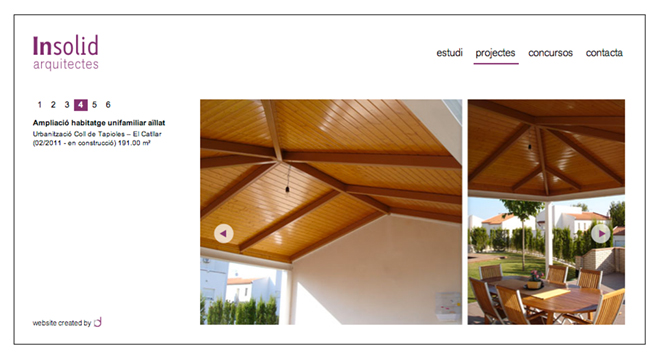 Insolid
arquitectes
estudi projectes concursos contacta
1 2 3 4 5 6
Ampliació habitatge unifamiliar aïllat
Urbanització Coll de Tapioles – El Catllar
(02/2011 - en construcció) 191.00 m²
website created by